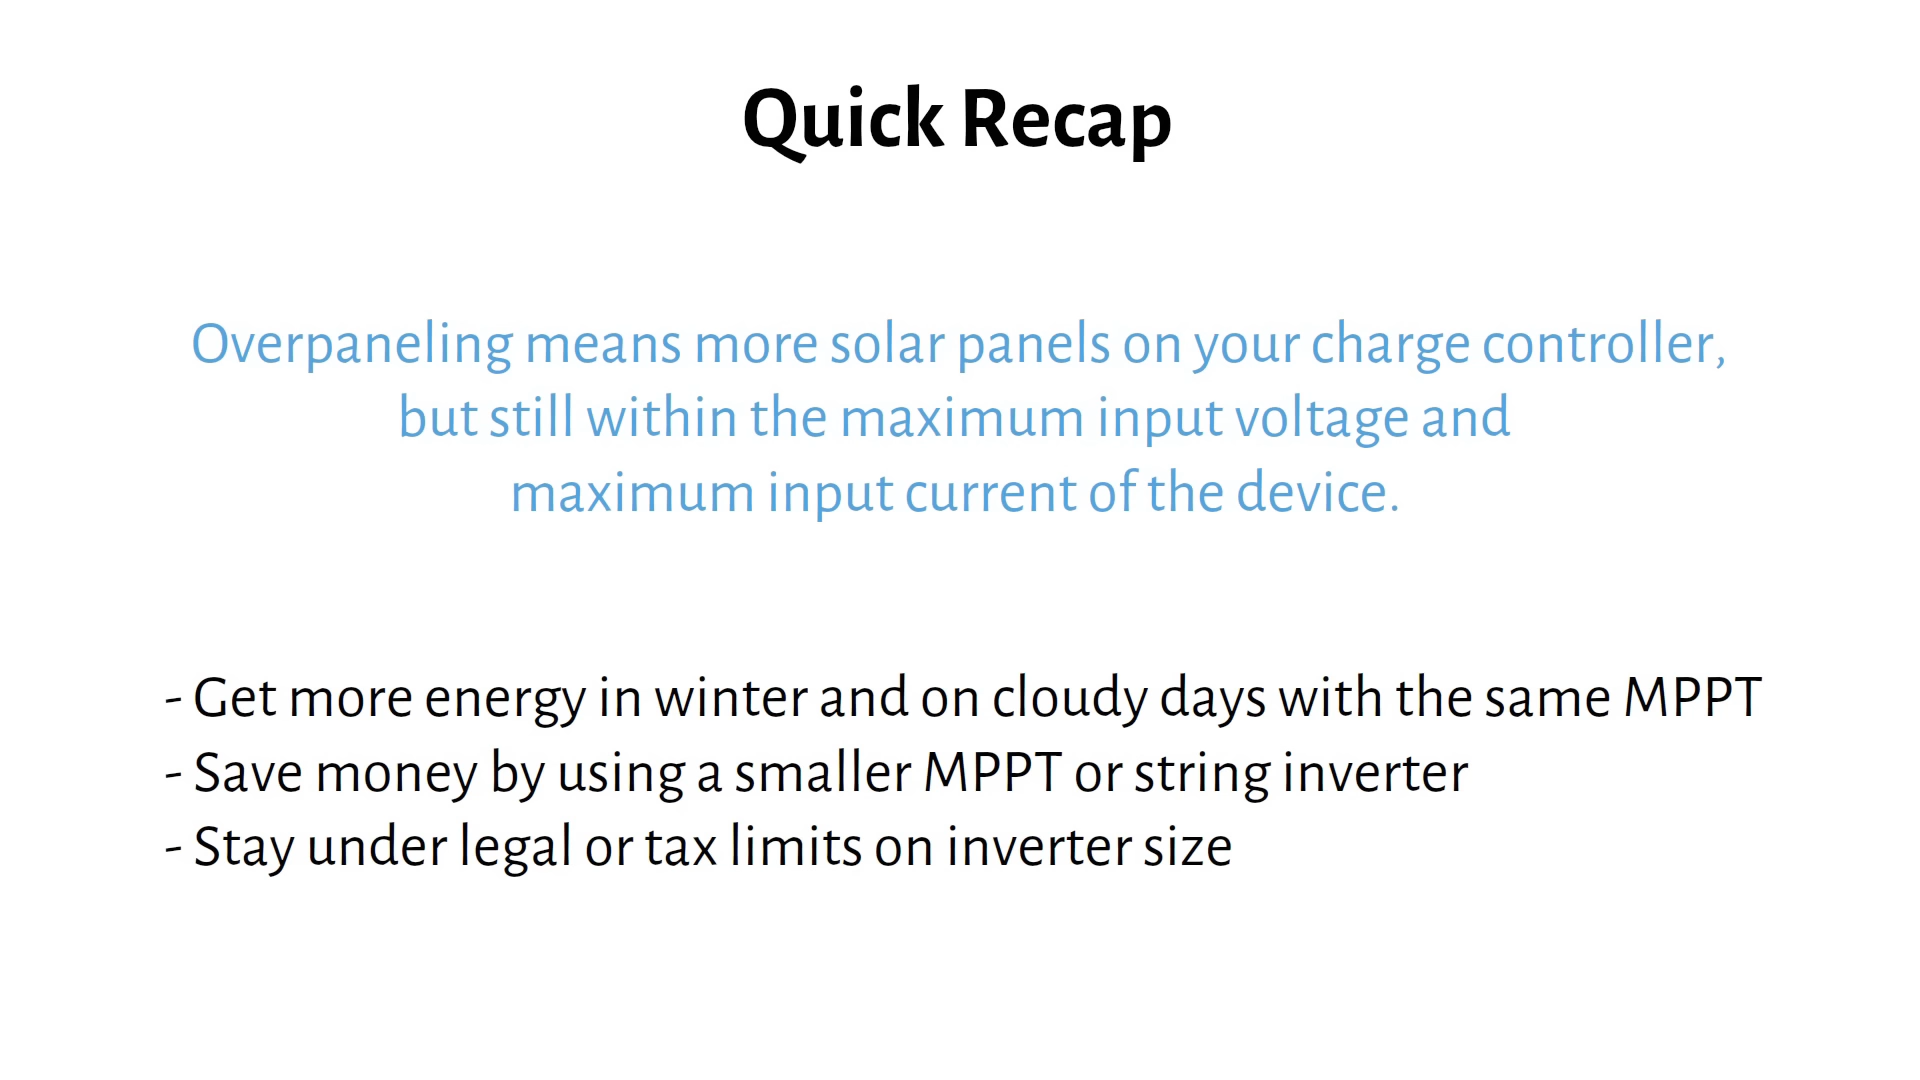 Quick Recap
Overpaneling means more solar panels on your charge controller,
but still within the maximum input voltage and
maximum input current of the device.
- Get more energy in winter and on cloudy days with the same MPPT
- Save money by using a smaller MPPT or string inverter
- Stay under legal or tax limits on inverter size